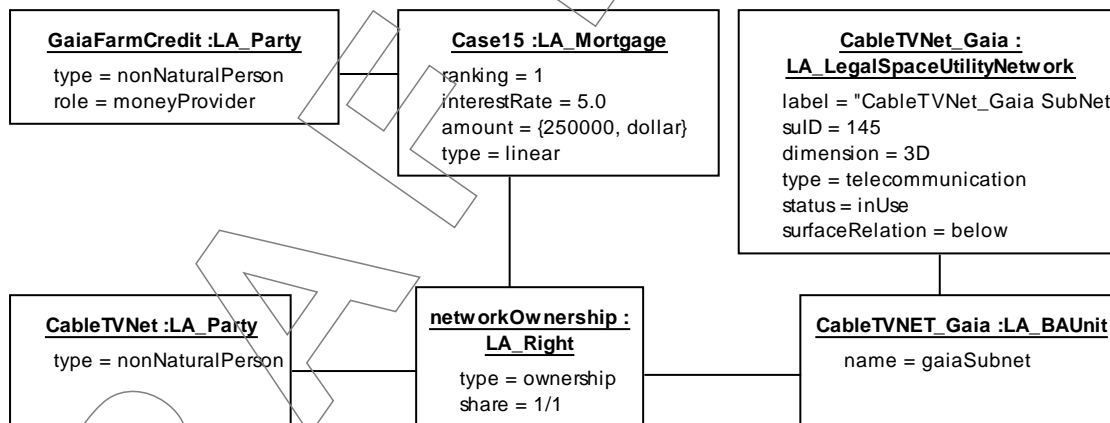 GaiaFarmCredit :LA_Party
type = nonNaturalPerson
role = moneyProvider
Case15 :LA_Mortgage
ranking = 1
interestRate = 5.0
amount = {250000, dollar}
type = linear
CableTVNet_Gaia :
LA_LegalSpaceUtilityNetwork
label = "CableTVNet_Gaia SubNet
suID = 145
dimension = 3D
type = telecommunication
status = inUse
surfaceRelation = below
CableTVNet :LA_Party
type = nonNaturalPerson
networkOwnership :
LA_Right
type = ownership
share = 1/1
CableTVNET_Gaia :LA_BAUnit
name = gaiaSubnet